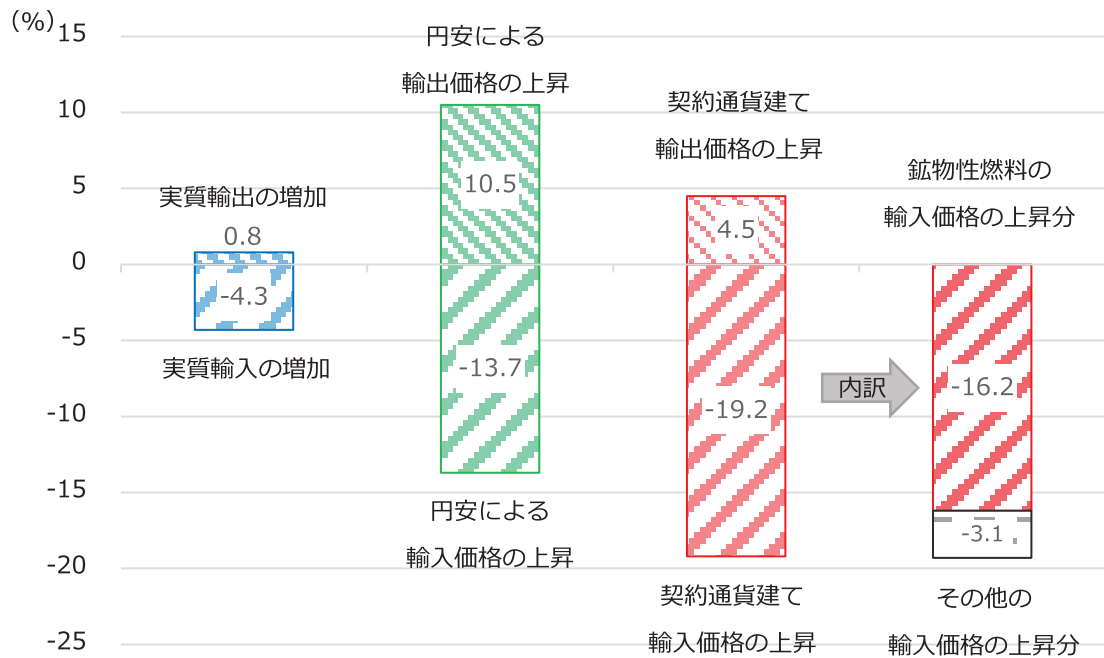 (%)
15
10
5
0
-5
-10
-15
-20
-25
実質輸出の増加
0.8
-4.3
実質輸入の増加
円安による
輸出価格の上昇
10.5
-13.7
円安による
輸入価格の上昇
契約通貨建て
輸出価格の上昇
4.5
-19.2
契約通貨建て
輸入価格の上昇
内訳
鉱物性燃料の
輸入価格の上昇分
-16.2
-3.1
その他の
輸入価格の上昇分